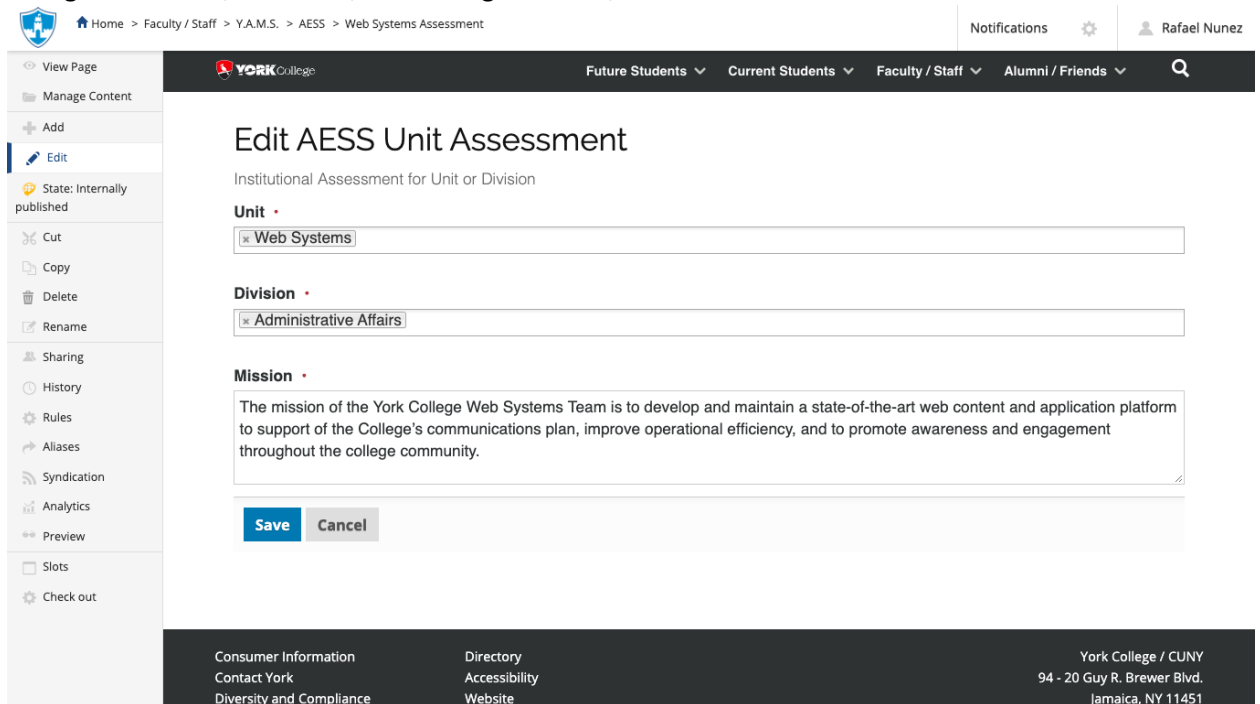 Home > Faculty / Staff > Y.A.M.S. > AESS > Web Systems Assessment
Notifications
Rafael Nunez
View Page
Manage Content
Add
Edit
State: Internally
published
Cut
Copy
Delete
Rename
Sharing
History
Rules
Aliases
Syndication
Analytics
Preview
Slots
Check out
YORK College
Future Students
Current Students
Faculty / Staff
Alumni / Friends
Edit AESS Unit Assessment
Institutional Assessment for Unit or Division
Unit
× Web Systems
Division
× Administrative Affairs
Mission
The mission of the York College Web Systems Team is to develop and maintain a state-of-the-art web content and application platform
to support of the College’s communications plan, improve operational efficiency, and to promote awareness and engagement
throughout the college community.
Save
Cancel
Consumer Information
Contact York
Diversity and Compliance
Directory
Accessibility
Website
York College / CUNY
94 - 20 Guy R. Brewer Blvd.
Jamaica, NY 11451